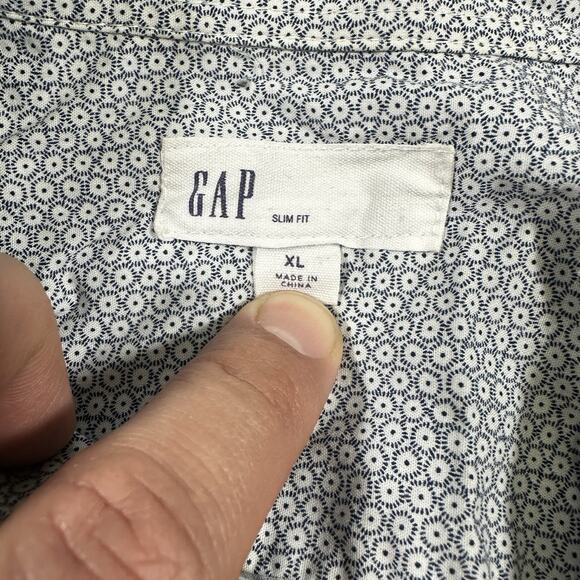 GAP
SLIM FIT
XL
MADE IN
CHINA